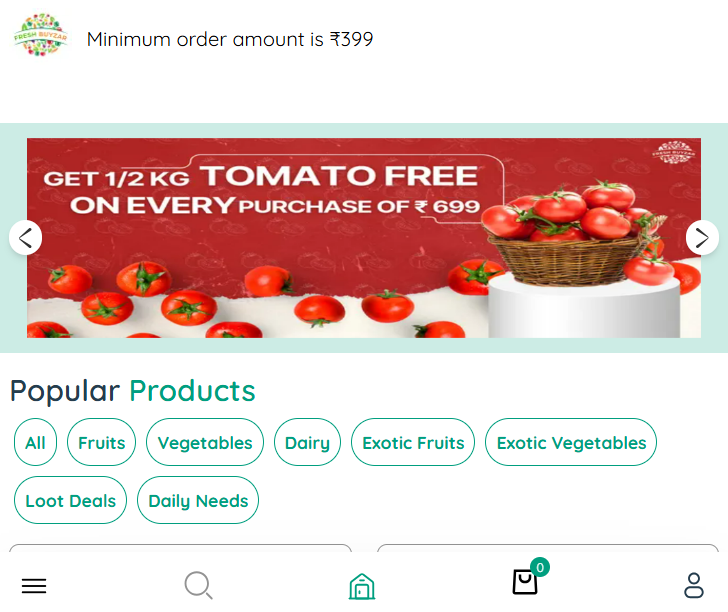 FRESH BUYZAR
Minimum order amount is ₹399
FRESH BUYZAR
GET 1/2 KG TOMATO FREE
ON EVERY PURCHASE OF ₹ 699
Popular Products
All
Fruits
Vegetables
Dairy
Exotic Fruits
Exotic Vegetables
Loot Deals
Daily Needs
0